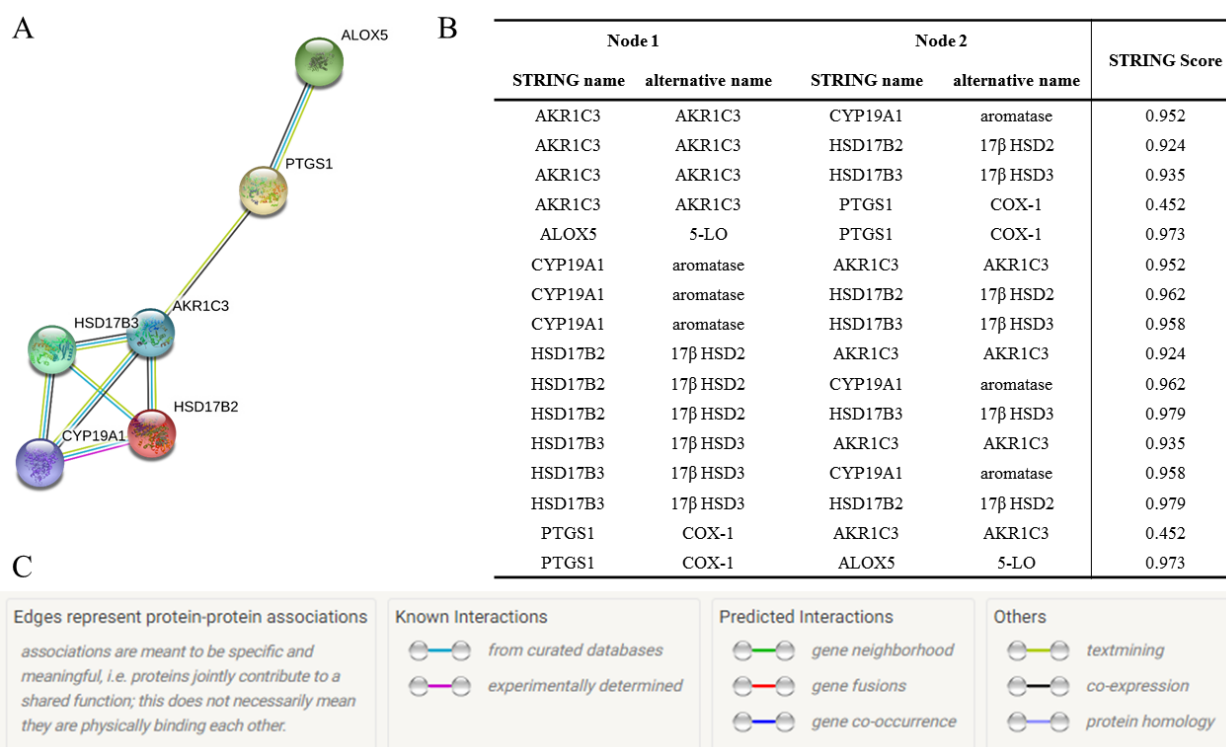 A
ALOX5
PTGS1
AKR1C3
HSD17B3
HSD17B2
CYP19A1
B
Node 1 Node 2 STRING Score
STRING name alternative name STRING name alternative name
AKR1C3 AKR1C3 CYP19A1 aromatase 0.952
AKR1C3 AKR1C3 HSD17B2 17β HSD2 0.924
AKR1C3 AKR1C3 HSD17B3 17β HSD3 0.935
AKR1C3 AKR1C3 PTGS1 COX-1 0.452
ALOX5 5-LO PTGS1 COX-1 0.973
CYP19A1 aromatase AKR1C3 AKR1C3 0.952
CYP19A1 aromatase HSD17B2 17β HSD2 0.962
CYP19A1 aromatase HSD17B3 17β HSD3 0.958
HSD17B2 17β HSD2 AKR1C3 AKR1C3 0.924
HSD17B2 17β HSD2 CYP19A1 aromatase 0.962
HSD17B2 17β HSD2 HSD17B3 17β HSD3 0.979
HSD17B3 17β HSD3 AKR1C3 AKR1C3 0.935
HSD17B3 17β HSD3 CYP19A1 aromatase 0.958
HSD17B3 17β HSD3 HSD17B2 17β HSD2 0.979
PTGS1 COX-1 AKR1C3 AKR1C3 0.452
PTGS1 COX-1 ALOX5 5-LO 0.973
C
Edges represent protein-protein associations
associations are meant to be specific and
meaningful, i.e. proteins jointly contribute to a
shared function; this does not necessarily mean
they are physically binding each other.
Known Interactions
from curated databases
experimentally determined
Predicted Interactions
gene neighborhood
gene fusions
gene co-occurrence
Others
textmining
co-expression
protein homology